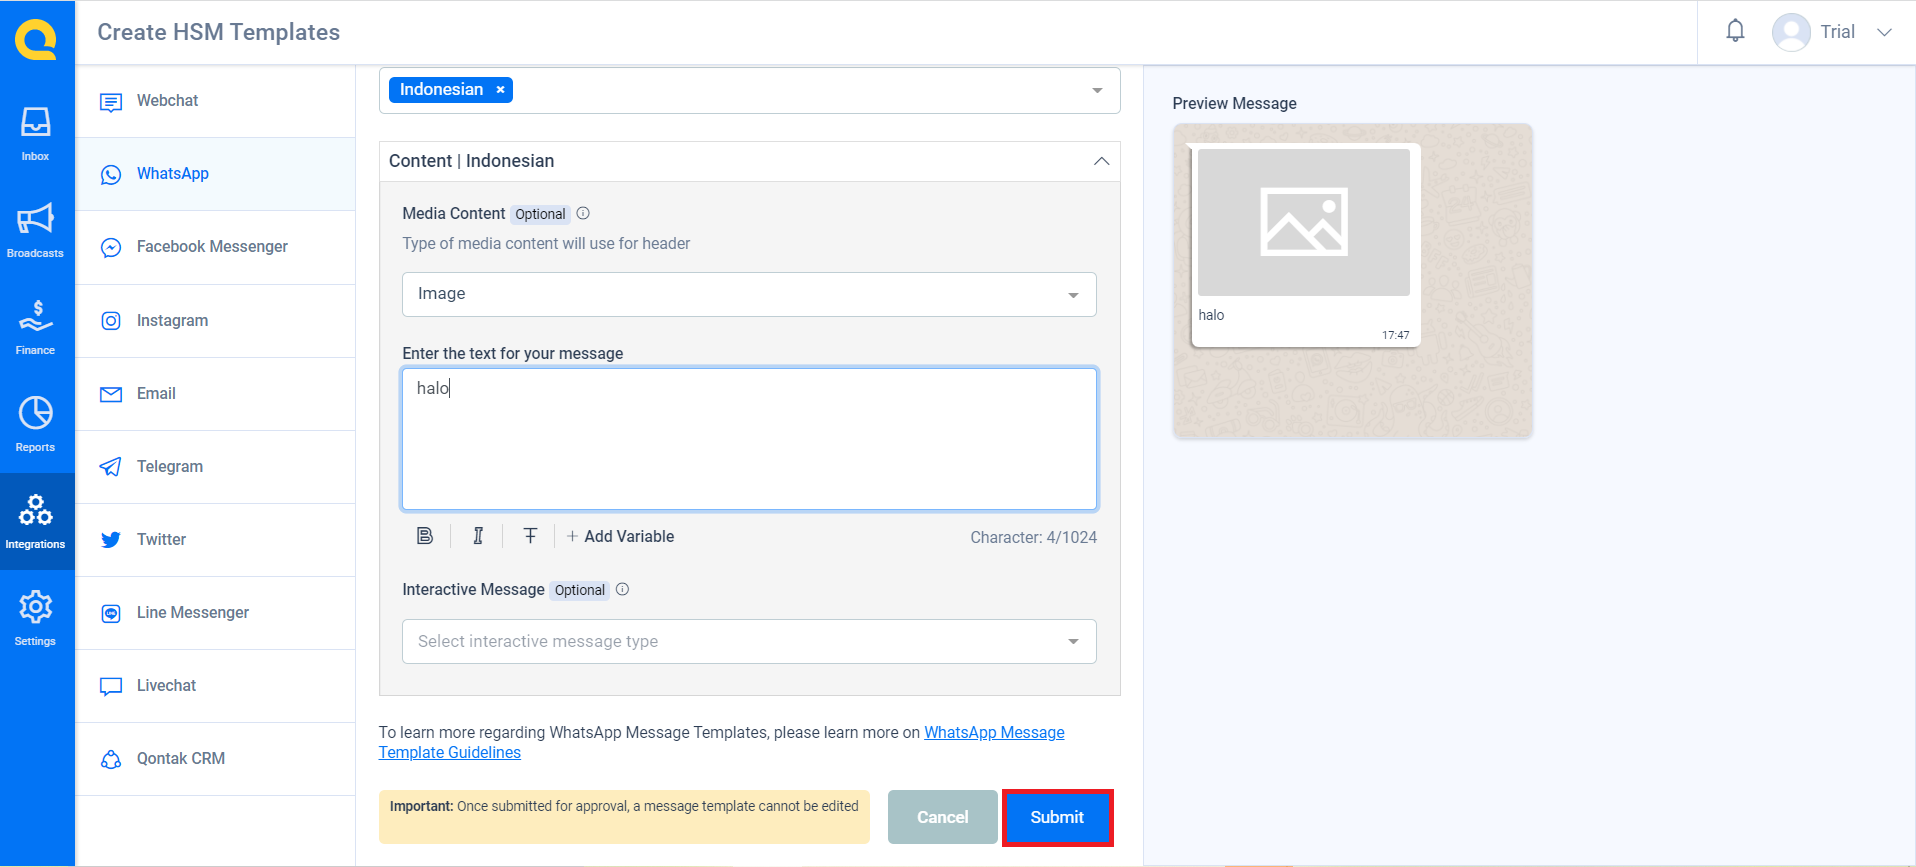 Create HSM Templates
Trial
Inbox
Broadcasts
Finance
Reports
Integrations
Settings
Webchat
WhatsApp
Facebook Messenger
Instagram
Email
Telegram
Twitter
Line Messenger
Livechat
Qontak CRM
Indonesian ×
Content | Indonesian
Media Content Optional
Type of media content will use for header
Image
Enter the text for your message
halo
B I T + Add Variable Character: 4/1024
Interactive Message Optional
Select interactive message type
To learn more regarding WhatsApp Message Templates, please learn more on WhatsApp Message
Template Guidelines
Important: Once submitted for approval, a message template cannot be edited
Cancel
Submit
Preview Message
halo
17:47